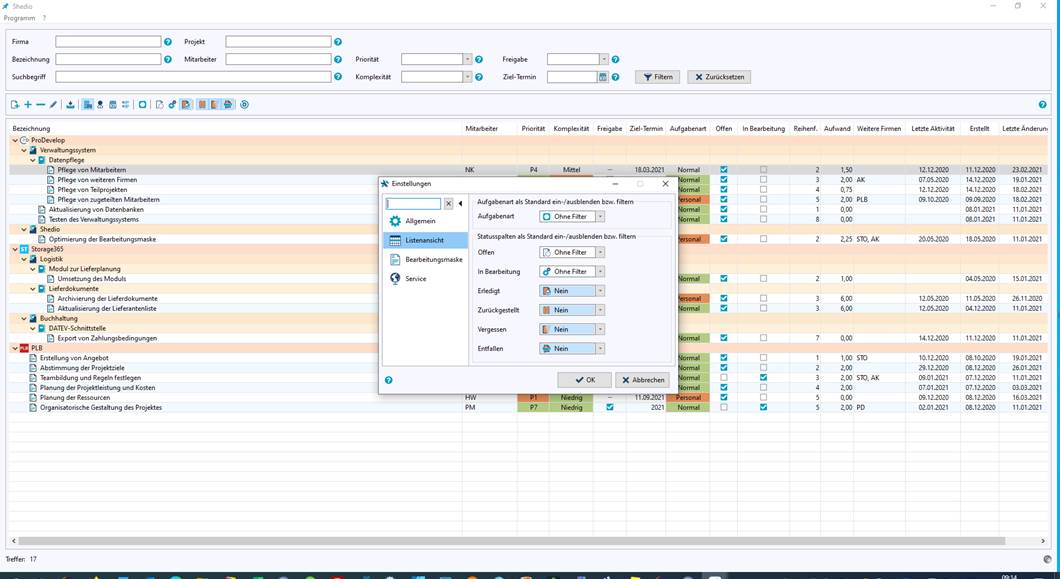 Shedio
Programm ?
Firma Projekt
Bezeichnung Mitarbeiter Priorität Freigabe
Suchbegriff Komplexität Ziel-Termin Filtern Zurücksetzen
Bezeichnung Mitarbeiter Priorität Komplexität Freigabe Ziel-Termin Aufgabenart Offen In Bearbeitung Reihenf. Aufwand Weitere Firmen Letzte Aktivität Erstellt Letzte Änderung
ProDevelop
Verwaltungssystem
Datenpflege
Pflege von Mitarbeitern NK P4 Mittel — 18.03.2021 Normal 2 1,50 12.12.2020 11.12.2020 23.02.2021
Pflege von weiteren Firmen Normal 3 2,00 AK 07.05.2020 14.12.2020 19.01.2021
Pflege von Teilprojekten Normal 4 0,75 12.12.2020 14.12.2020 18.02.2021
Pflege von zugeteilten Mitarbeitern Personal 5 2,00 PLB 09.10.2020 09.09.2020 18.02.2021
Aktualisierung von Datenbanken Normal 1 0,00 08.01.2021 11.01.2021
Testen des Verwaltungssystems Normal 8 0,00 08.01.2021 11.01.2021
Shedio
Optimierung der Bearbeitungsmaske Personal 2 2,25 STO, AK 20.05.2020 18.05.2020 11.01.2021
ST Storage365
Logistik
Modul zur Lieferplanung
Umsetzung des Moduls Normal 2 1,00 04.05.2020 15.01.2021
Lieferdokumente
Archivierung der Lieferdokumente Personal 3 6,00 12.05.2020 11.05.2020 26.11.2020
Aktualisierung der Lieferantenliste Normal 3 6,00 12.05.2020 04.12.2020 11.01.2021
Buchhaltung
DATEV-Schnittstelle
Export von Zahlungsbedingungen Normal 7 0,00 14.12.2020 11.12.2020 11.01.2021
PLB PLB
Erstellung von Angebot Normal 1 1,00 STO 10.12.2020 08.10.2020 19.01.2021
Abstimmung der Projektziele Normal 2 2,00 29.12.2020 08.12.2020 26.01.2021
Teambildung und Regeln festlegen Normal 3 2,00 STO, AK 09.01.2021 07.12.2020 11.01.2021
Planung der Projektleistung und Kosten Normal 4 2,00 07.01.2021 07.12.2020 03.03.2021
Planung der Ressourcen HW P1 Niedrig — 11.09.2021 Personal 5 0,00 09.12.2020 08.12.2020 16.03.2021
Organisatorische Gestaltung des Projektes PM P7 Niedrig 2021 Normal 5 2,00 PD 02.01.2021 08.12.2020 11.01.2021
Einstellungen
Allgemein
Listenansicht
Bearbeitungsmaske
Service
Aufgabenart als Standard ein-/ausblenden bzw. filtern
Aufgabenart Ohne Filter
Statusspalten als Standard ein-/ausblenden bzw. filtern
Offen Ohne Filter
In Bearbeitung Ohne Filter
Erledigt Nein
Zurückgestellt Nein
Vergessen Nein
Entfallen Nein
OK Abbrechen
Treffer: 17
09:14